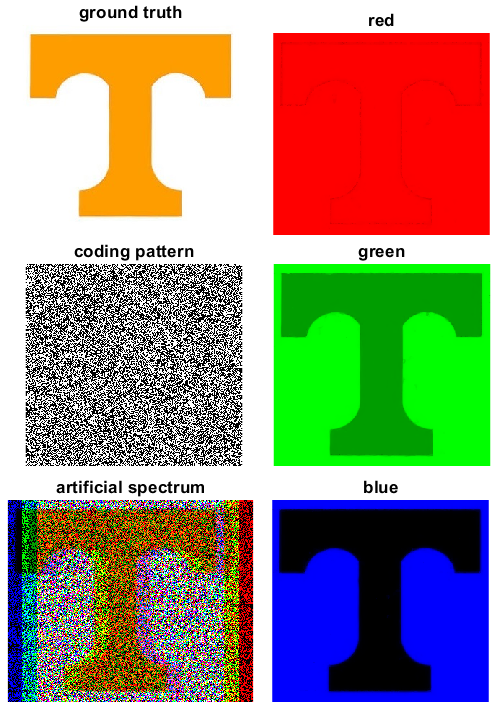 ground truth
red
coding pattern
green
artificial spectrum
blue